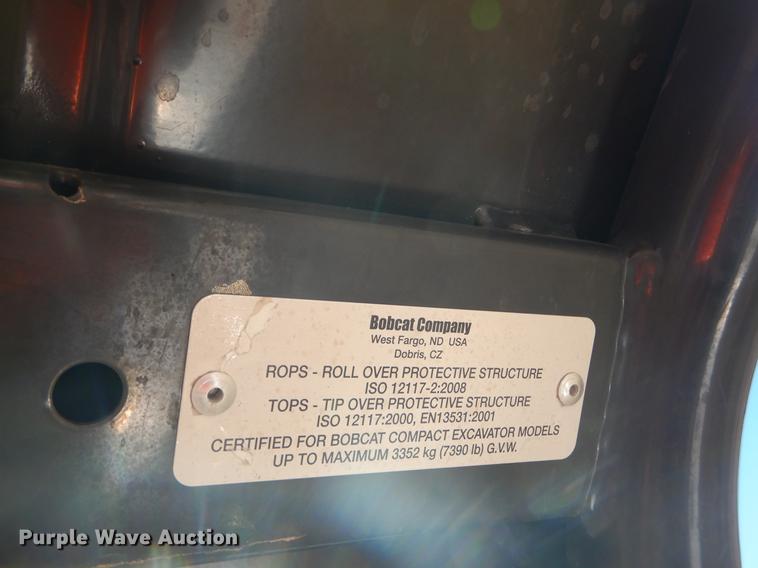 Bobcat Company
West Fargo, ND USA
Dobris, CZ
ROPS - ROLL OVER PROTECTIVE STRUCTURE
ISO 12117-2:2008
TOPS - TIP OVER PROTECTIVE STRUCTURE
ISO 12117:2000, EN13531:2001
CERTIFIED FOR BOBCAT COMPACT EXCAVATOR MODELS
UP TO MAXIMUM 3352 kg (7390 lb) G.V.W.
Purple Wave Auction